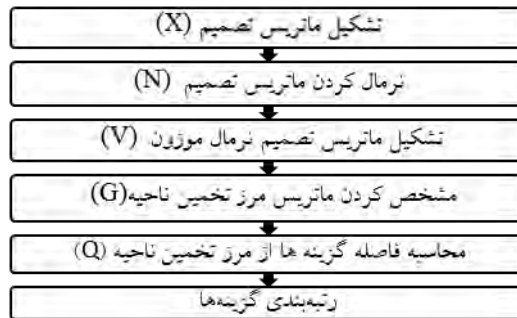 تشکیل ماتریس تصمیم (X)
نرمال کردن ماتریس تصمیم (N)
تشکیل ماتریس تصمیم نرمال موزون (V)
مشخص کردن ماتریس مرز تخمین ناحیه(G)
محاسبه فاصله گزینه ها از مرز تخمین ناحیه (Q)
رتبه‌بندی گزینه‌ها